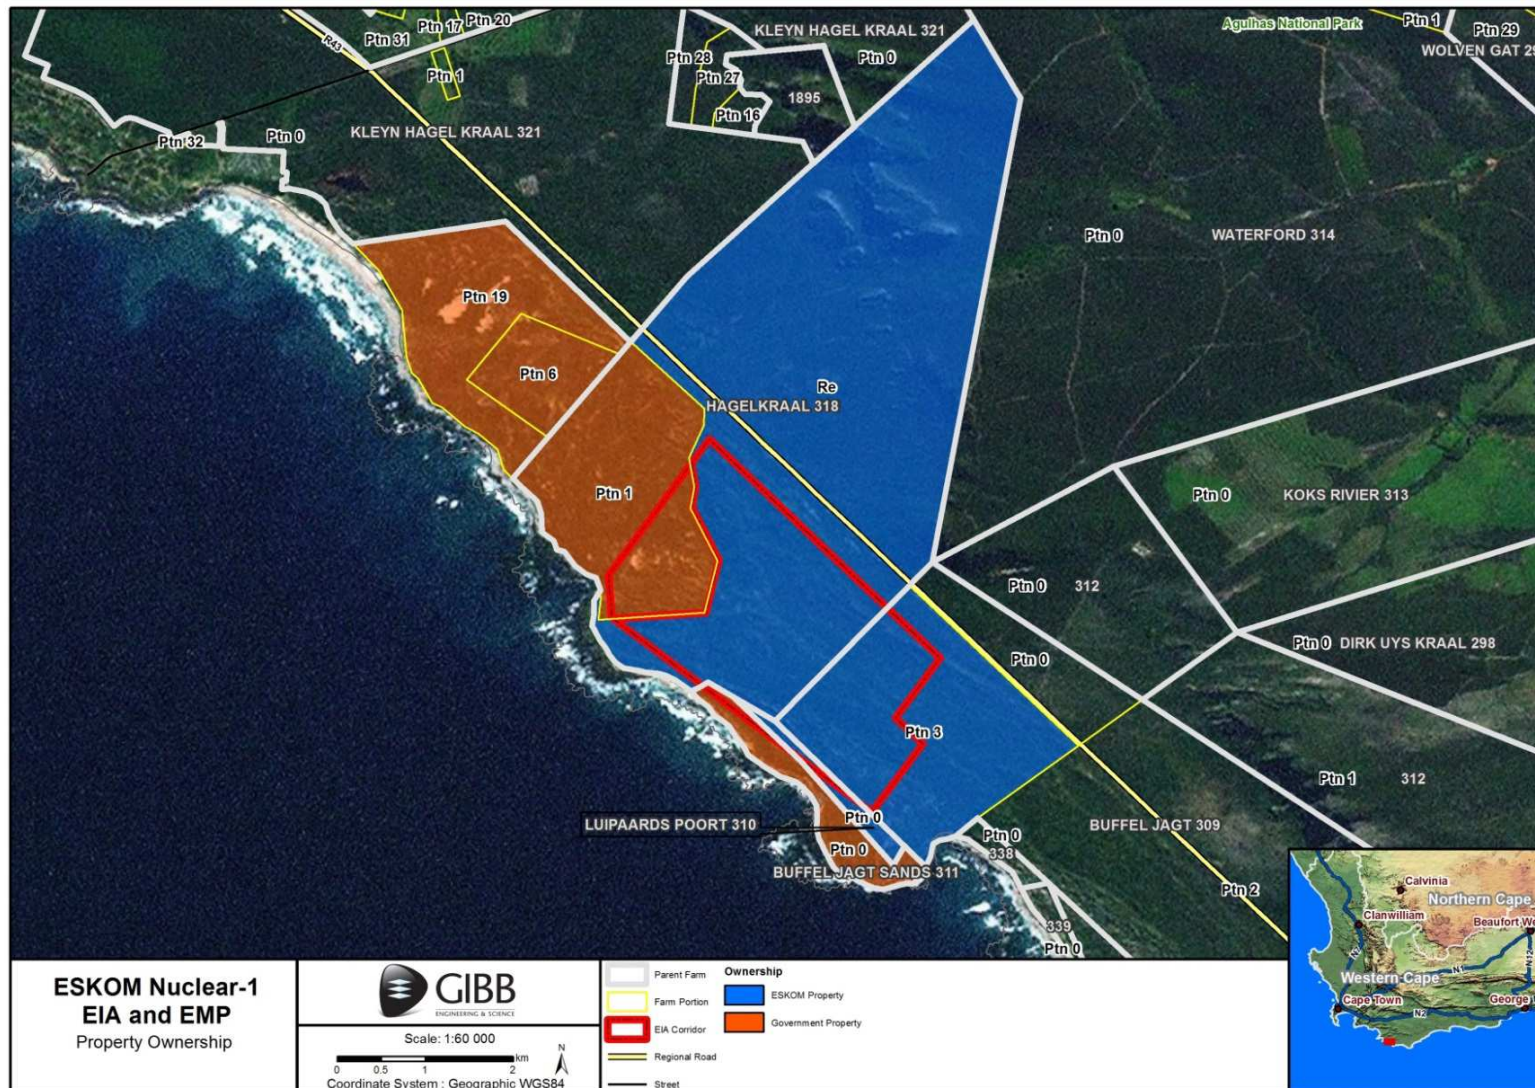 Ptn 17
Ptn 20
Ptn 31
R43
Ptn 1
KLEYN HAGEL KRAAL 321
Ptn 28
Ptn 0
Ptn 27
1895
Ptn 16
Agulhas National Park
Ptn 1
Ptn 29
WOLVEN GAT 29
Ptn 32
Ptn 0
KLEYN HAGEL KRAAL 321
Ptn 0
WATERFORD 314
Ptn 19
Ptn 6
Re
HAGELKRAAL 318
Ptn 1
Ptn 0
KOKS RIVIER 313
Ptn 0
312
Ptn 0
Ptn 0
DIRK UYS KRAAL 298
Ptn 3
Ptn 1
312
Ptn 0
LUIPAARDS POORT 310
Ptn 0
BUFFEL JAGT SANDS 311
Ptn 0
338
BUFFEL JAGT 309
Ptn 2
339
Ptn 0
Calvinia
Northern Cape
Clanwilliam
Beaufort We
N2
N1
N12
Western Cape
Cape Town
N2
George
ESKOM Nuclear-1
EIA and EMP
Property Ownership
GIBB
ENGINEERING & SCIENCE
Scale: 1:60 000
0 0.5 1 2 km
N
Coordinate System : Geographic WGS84
Parent Farm
Farm Portion
EIA Corridor
Regional Road
Street
Ownership
ESKOM Property
Government Property